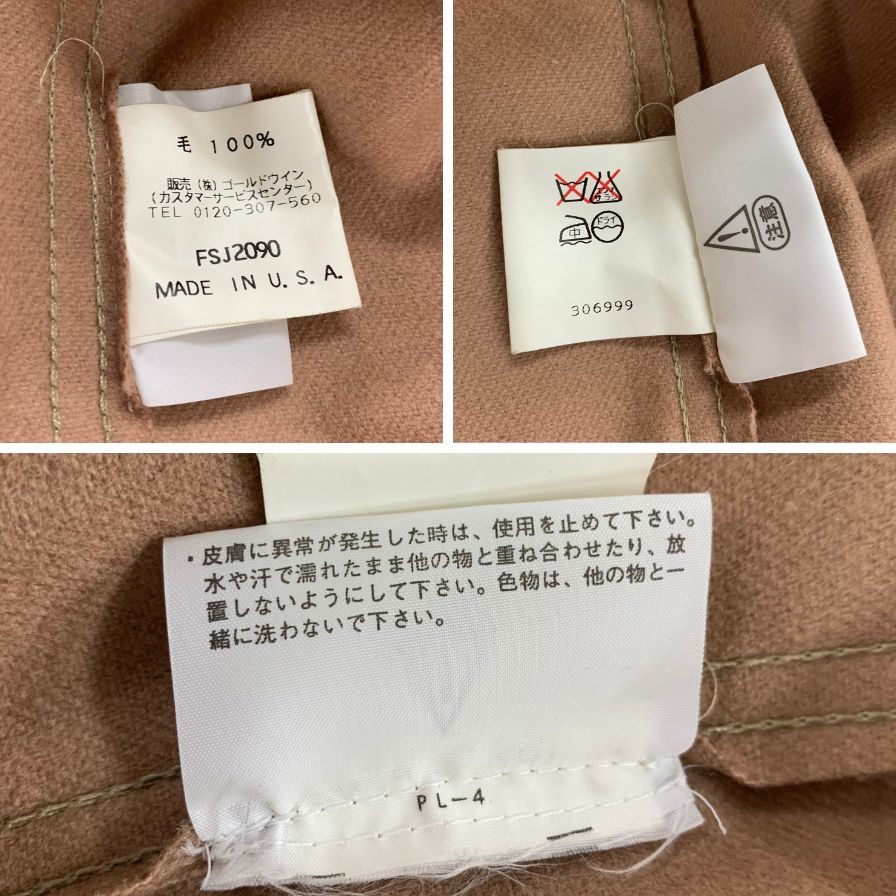 毛 100%
販売 (株) ゴールドウイン
(カスタマーサービスセンター)
TEL 0120-307-560
FSJ2090
MADE IN U.S.A.
中 ドライ
306999
注意
・皮膚に異常が発生した時は、使用を止めて下さい。
水や汗で濡れたまま他の物と重ね合わせたり、放
置しないようにして下さい。色物は、他の物と一
緒に洗わないで下さい。
PL-4